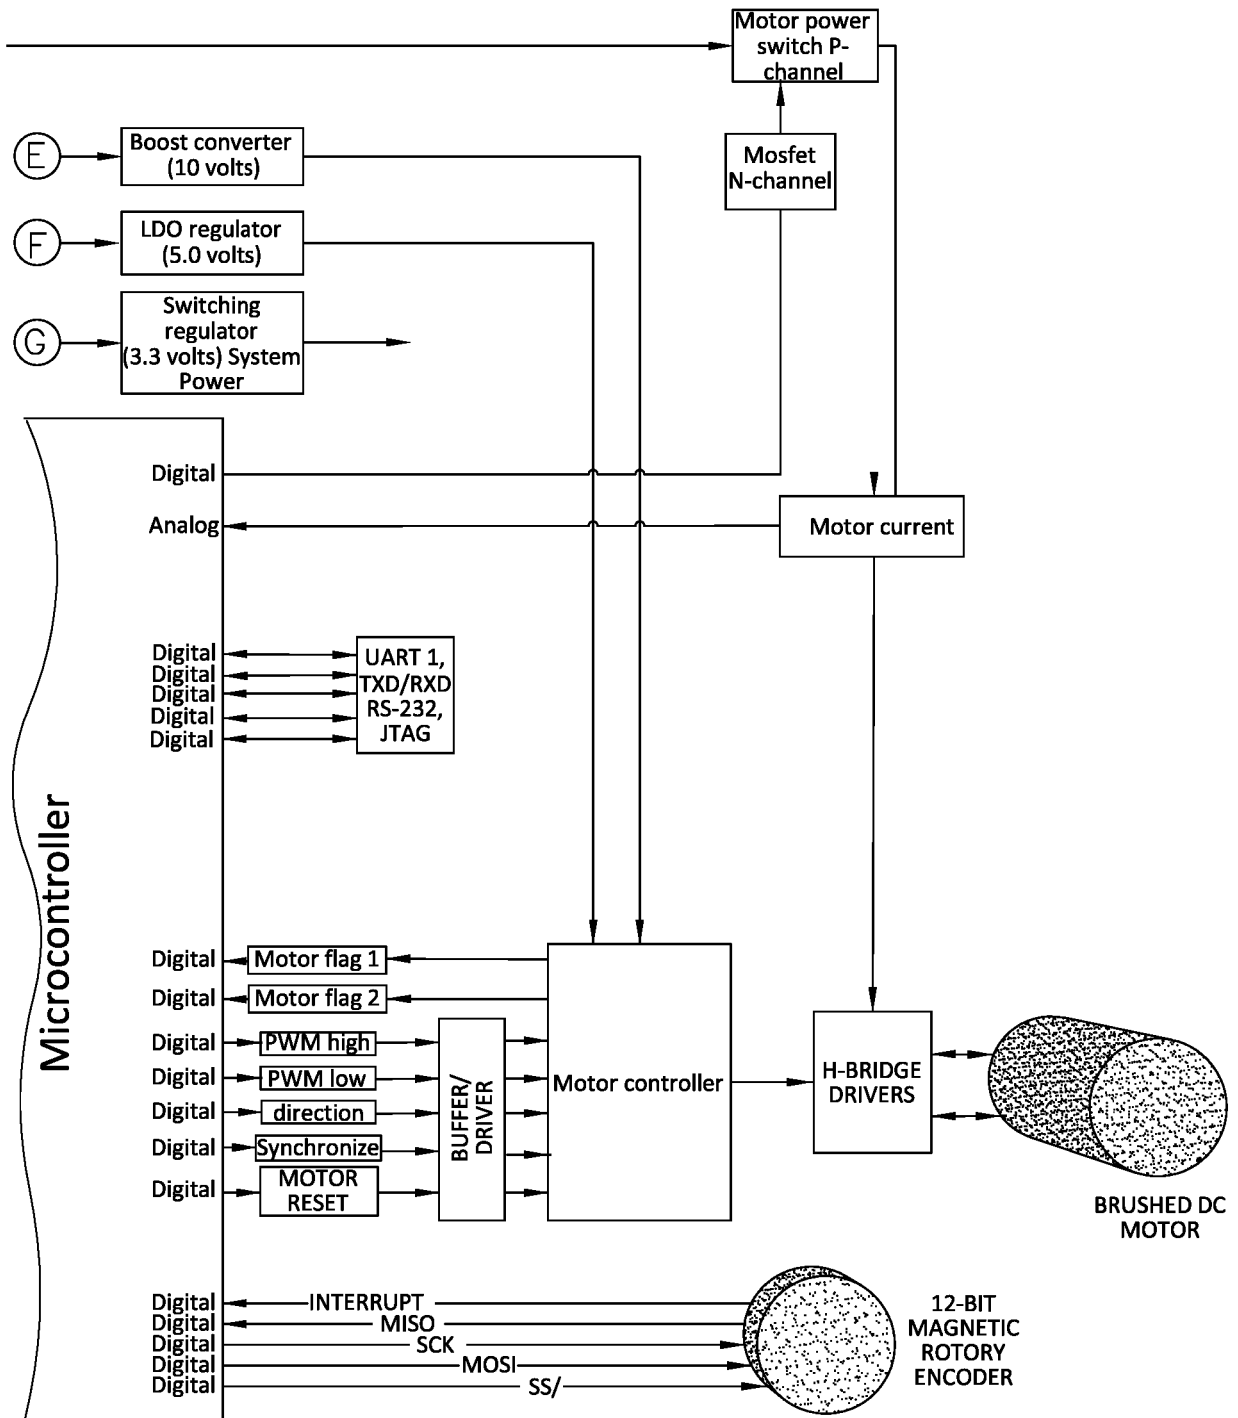 Motor power
switch P-
channel
E
Boost converter
(10 volts)
Mosfet
N-channel
F
LDO regulator
(5.0 volts)
G
Switching
regulator
(3.3 volts) System
Power
Digital
Analog
Motor current
Digital
Digital
Digital
Digital
Digital
UART 1,
TXD/RXD
RS-232,
JTAG
Microcontroller
Digital
Motor flag 1
Digital
Motor flag 2
Digital
PWM high
Digital
PWM low
Digital
direction
Digital
Synchronize
Digital
MOTOR
RESET
BUFFER/
DRIVER
Motor controller
H-BRIDGE
DRIVERS
BRUSHED DC
MOTOR
Digital
INTERRUPT
Digital
MISO
Digital
SCK
Digital
MOSI
Digital
SS/
12-BIT
MAGNETIC
ROTORY
ENCODER